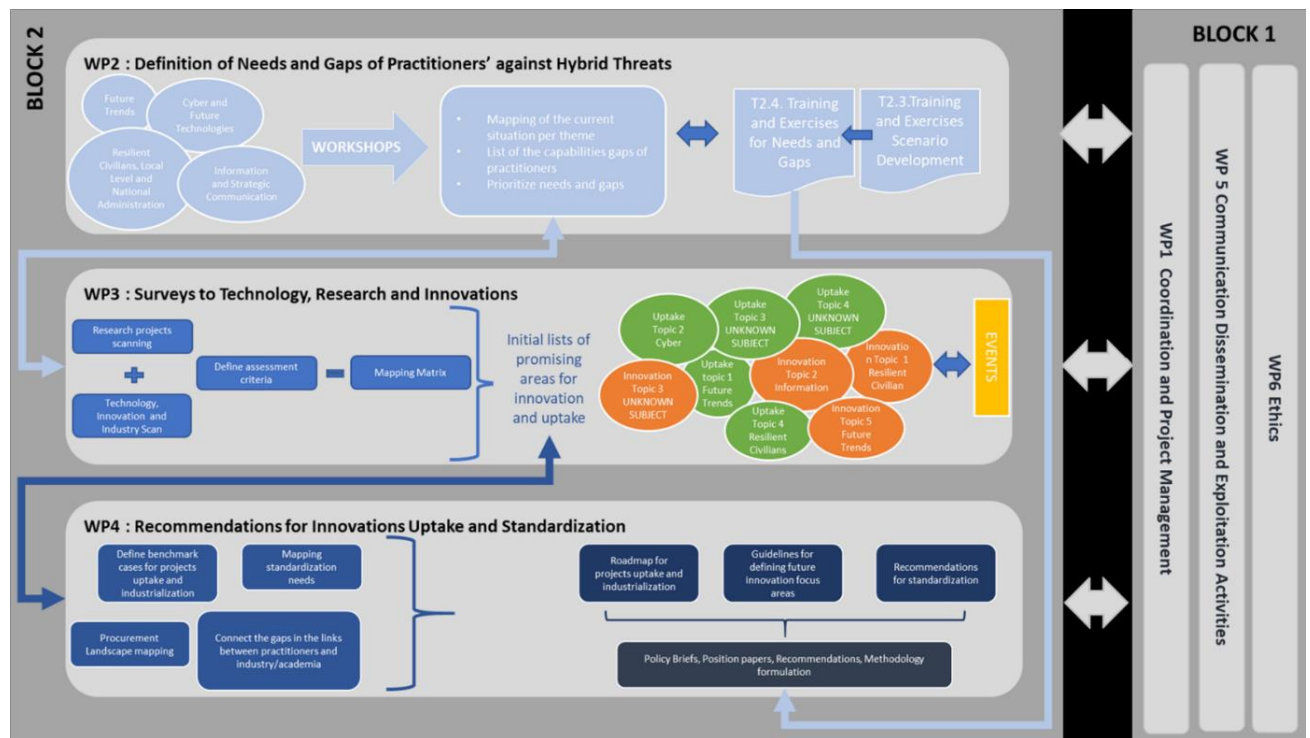 BLOCK 2
WP2 : Definition of Needs and Gaps of Practitioners’ against Hybrid Threats
Future
Trends
Cyber and
Future
Technologies
Resilient
Civilians, Local
Level and
National
Administration
Information
and Strategic
Communication
WORKSHOPS
• Mapping of the current
situation per theme
• List of the capabilities gaps of
practitioners
• Prioritize needs and gaps
T2.4. Training
and Exercises
for Needs and
Gaps
T2.3.Training
and Exercises
Scenario
Development
WP3 : Surveys to Technology, Research and Innovations
Research projects
scanning
Technology,
Innovation and
Industry Scan
Define assessment
criteria
Mapping Matrix
Initial lists of
promising
areas for
innovation
and uptake
Uptake
Topic 2
Cyber
Uptake
Topic 3
UNKNOWN
SUBJECT
Uptake
Topic 4
UNKNOWN
SUBJECT
Innovation
Topic 3
UNKNOWN
SUBJECT
Uptake
topic 1
Future
Trends
Innovation
Topic 2
Information
Innovatio
n Topic 1
Resilient
Civilian
Uptake
Topic 4
Resilient
Civilians
Innovation
Topic 5
Future
Trends
EVENTS
WP4 : Recommendations for Innovations Uptake and Standardization
Define benchmark
cases for projects
uptake and
industrialization
Mapping
standardization
needs
Procurement
Landscape mapping
Connect the gaps in the links
between practitioners and
industry/academia
Roadmap for
projects uptake and
industrialization
Guidelines for
defining future
innovation focus
areas
Recommendations
for standardization
Policy Briefs, Position papers, Recommendations, Methodology
formulation
BLOCK 1
WP1 Coordination and Project Management
WP 5 Communication Dissemination and Exploitation Activities
WP6 Ethics